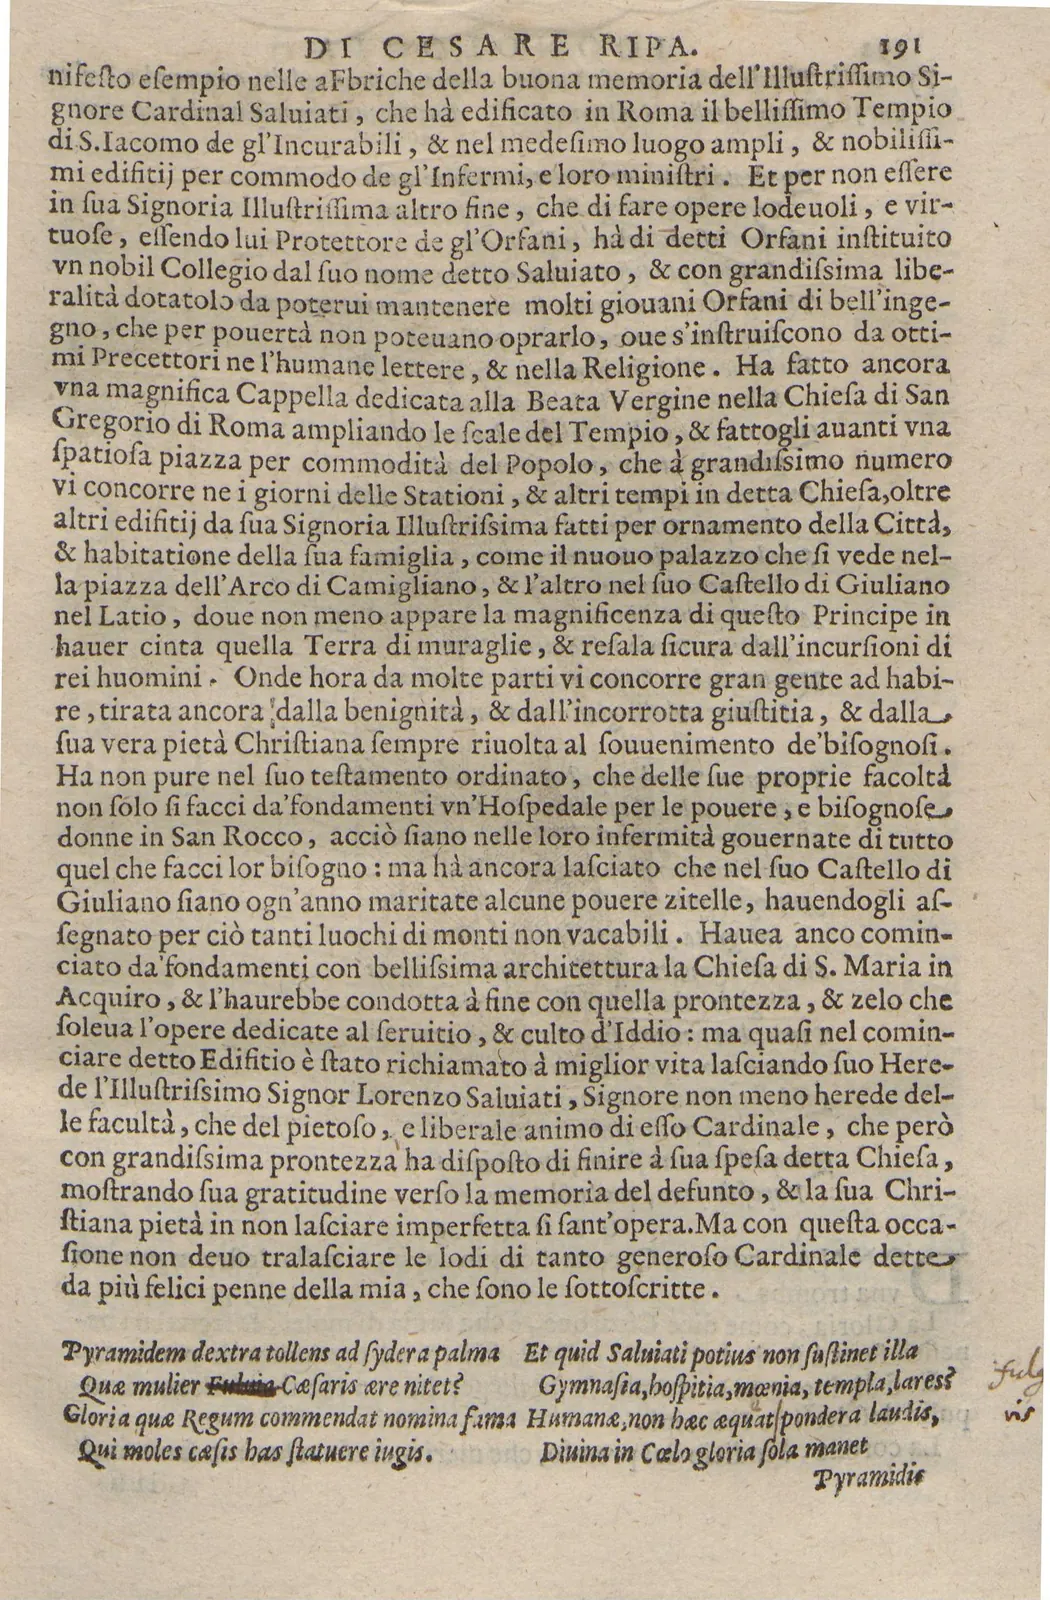 DI CESARE RIPA. 191
nifeſto eſempio nelle aFbriche della buona memoria dell'Illuſtriſſimo Si-
gnore Cardinal Saluiati, che hà edificato in Roma il belliſſimo Tempio
di S. Iacomo de gl'Incurabili, & nel medeſimo luogo ampli, & nobiliſſi-
mi edifitij per commodo de gl'Infermi, e loro miniſtri. Et per non eſſere
in ſua Signoria Illuſtriſſima altro fine, che di fare opere lodeuoli, e vir-
tuoſe, eſſendo lui Protettore de gl'Orfani, hà di detti Orfani inſtituito
vn nobil Collegio dal ſuo nome detto Saluiato, & con grandiſsima libe-
ralità dotatolo da poterui mantenere molti giouani Orfani di bell'inge-
gno, che per pouertà non poteuano oprarlo, oue s'inſtruiſcono da otti-
mi Precettori ne l'humane lettere, & nella Religione. Ha fatto ancora
vna magnifica Cappella dedicata alla Beata Vergine nella Chieſa di San
Gregorio di Roma ampliando le ſcale del Tempio, & fattogli auanti vna
ſpatioſa piazza per commodità del Popolo, che à grandiſsimo numero
vi concorre ne i giorni delle Stationi, & altri tempi in detta Chieſa, oltre
altri edifitij da ſua Signoria Illuſtriſsima fatti per ornamento della Città,
& habitatione della ſua famiglia, come il nuouo palazzo che ſi vede nel-
la piazza dell'Arco di Camigliano, & l'altro nel ſuo Caſtello di Giuliano
nel Latio, doue non meno appare la magnificenza di queſto Principe in
hauer cinta quella Terra di muraglie, & reſala ſicura dall'incurſioni di
rei huomini. Onde hora da molte parti vi concorre gran gente ad habi-
re, tirata ancora dalla benignità, & dall'incorrotta giuſtitia, & dalla
ſua vera pietà Chriſtiana ſempre riuolta al ſouuenimento de'biſognoſi.
Ha non pure nel ſuo teſtamento ordinato, che delle ſue proprie facoltà
non ſolo ſi facci da'fondamenti vn'Hoſpedale per le pouere, e biſognoſe
donne in San Rocco, acciò ſiano nelle loro infermità gouernate di tutto
quel che facci lor biſogno: ma hà ancora laſciato che nel ſuo Caſtello di
Giuliano ſiano ogn'anno maritate alcune pouere zitelle, hauendogli aſ-
ſegnato per ciò tanti luochi di monti non vacabili. Hauea anco comin-
ciato da'fondamenti con belliſsima architettura la Chieſa di S. Maria in
Acquiro, & l'haurebbe condotta à fine con quella prontezza, & zelo che
ſoleua l'opere dedicate al ſeruitio, & culto d'Iddio: ma quaſi nel comin-
ciare detto Edifitio è ſtato richiamato à miglior vita laſciando ſuo Here-
de l'Illuſtriſsimo Signor Lorenzo Saluiati, Signore non meno herede del-
le facultà, che del pietoſo, e liberale animo di eſſo Cardinale, che però
con grandiſsima prontezza ha diſpoſto di finire à ſua ſpeſa detta Chieſa,
moſtrando ſua gratitudine verſo la memoria del defunto, & la ſua Chri-
ſtiana pietà in non laſciare imperfetta ſi ſant'opera. Ma con queſta occa-
ſione non deuo tralaſciare le lodi di tanto generoſo Cardinale dette
da più felici penne della mia, che ſono le ſottoſcritte.
Pyramidem dextra tollens ad ſydera palma
Quæ mulier Fuluia Cæſaris ære nitet?
Gloria quæ Regum commendat nomina fama
Qui moles cæſis has ſtatuere iugis.
Et quid Saluiati potius non ſuſtinet illa
Gymnaſia, hoſpitia, mœnia, templa, lares?
Humanæ, non hæc æquat pondera laudis,
Diuina in Cœlo gloria ſola manet
fulg
vis
Pyramidis